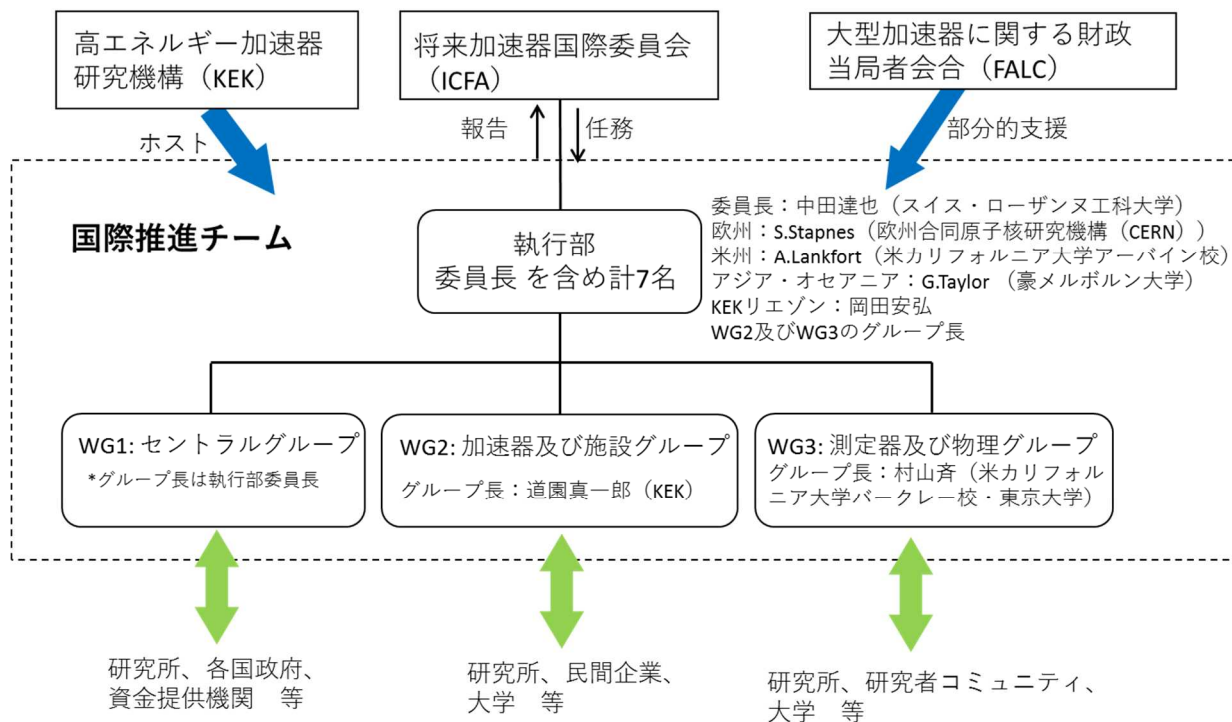 高エネルギー加速器
研究機構（KEK）
将来加速器国際委員会
（ICFA）
大型加速器に関する財政
当局者会合（FALC）
ホスト
報告
任務
部分的支援
国際推進チーム
執行部
委員長 を含め計7名
委員長：中田達也（スイス・ローザンヌ工科大学）
欧州：S.Stapnes（欧州合同原子核研究機構（CERN））
米州：A.Lankfort（米カリフォルニア大学アーバイン校）
アジア・オセアニア：G.Taylor （豪メルボルン大学）
KEKリエゾン：岡田安弘
WG2及びWG3のグループ長
WG1: セントラルグループ
*グループ長は執行部委員長
WG2: 加速器及び施設グループ
グループ長：道園真一郎（KEK）
WG3: 測定器及び物理グループ
グループ長：村山斉（米カリフォル
ニア大学バークレー校・東京大学）
研究所、各国政府、
資金提供機関　等
研究所、民間企業、
大学　等
研究所、研究者コミュニティ、
大学　等